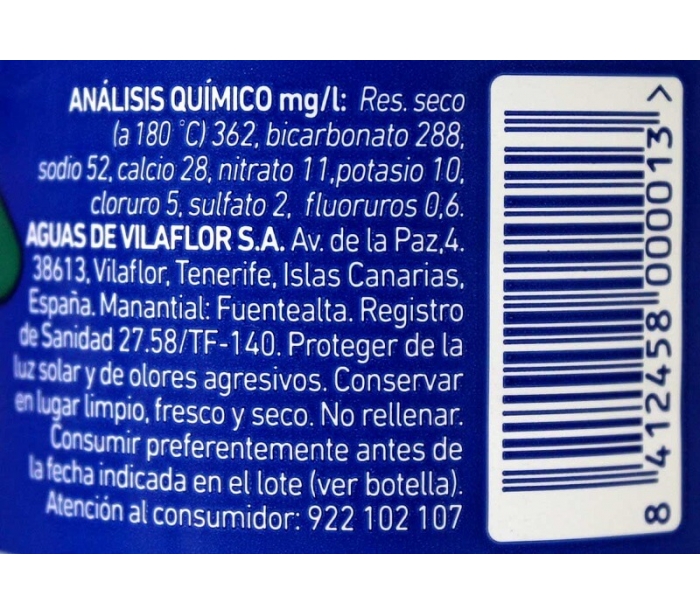 ANÁLISIS QUÍMICO mg/l: Res. seco
(a 180 °C) 362, bicarbonato 288,
sodio 52, calcio 28, nitrato 11,potasio 10,
cloruro 5, sulfato 2, fluoruros 0,6.
AGUAS DE VILAFLOR S.A. Av. de la Paz,4.
38613, Vilaflor, Tenerife, Islas Canarias,
España. Manantial: Fuentealta. Registro
de Sanidad 27.58/TF-140. Proteger de la
luz solar y de olores agresivos. Conservar
en lugar limpio, fresco y seco. No rellenar.
Consumir preferentemente antes de
la fecha indicada en el lote (ver botella).
Atención al consumidor: 922 102 107
8 412458 000013 >